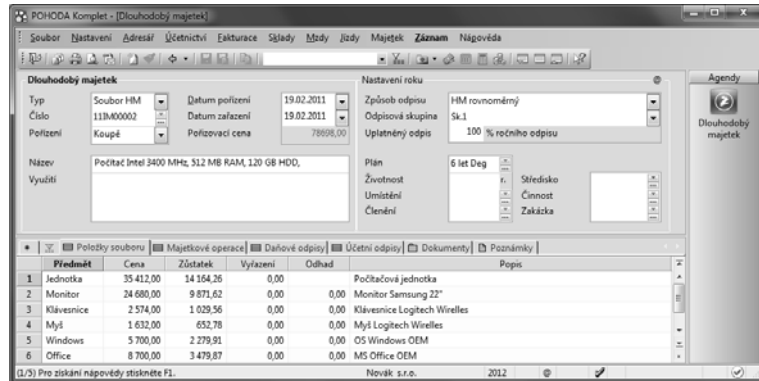 POHODA Komplet - [Dlouhodobý majetek]
Soubor Nastavení Adresář Účetnictví Fakturace Sklady Mzdy Jízdy Majetek Záznam Nápověda
Dlouhodobý majetek
Typ Soubor HM Datum pořízení 19.02.2011
Číslo 11IM00002 Datum zařazení 19.02.2011
Pořízení Koupě Pořizovací cena 78698,00
Název Počítač Intel 3400 MHz, 512 MB RAM, 120 GB HDD,
Využití
Nastavení roku @
Způsob odpisu HM rovnoměrný
Odpisová skupina Sk.1
Uplatněný odpis 100 % ročního odpisu
Plán 6 let Deg
Životnost r. Středisko
Umístění Činnost
Členění Zakázka
Agendy
Dlouhodobý
majetek
Položky souboru Majetkové operace Daňové odpisy Účetní odpisy Dokumenty Poznámky
Předmět Cena Zůstatek Vyřazení Odhad Popis
1 Jednotka 35 412,00 14 164,26 0,00 Počítačová jednotka
2 Monitor 24 680,00 9 871,62 0,00 0,00 Monitor Samsung 22"
3 Klávesnice 2 574,00 1 029,56 0,00 0,00 Klávesnice Logitech Wirelles
4 Myš 1 632,00 652,78 0,00 0,00 Myš Logitech Wirelles
5 Windows 5 700,00 2 279,91 0,00 0,00 OS Windows OEM
6 Office 8 700,00 3 479,87 0,00 0,00 MS Office OEM
(1/5) Pro získání nápovědy stiskněte F1. Novák s.r.o. 2012 @